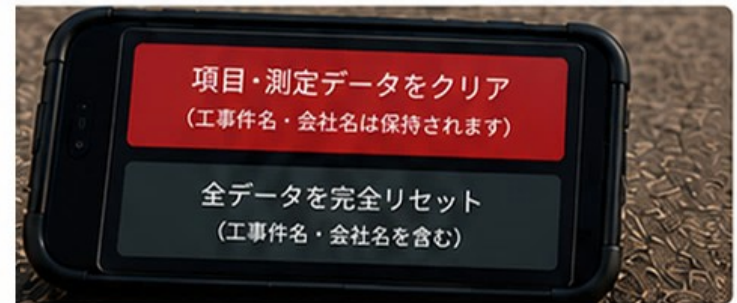 項目・測定データをクリア
（工事件名・会社名は保持されます）
全データを完全リセット
（工事件名・会社名を含む）